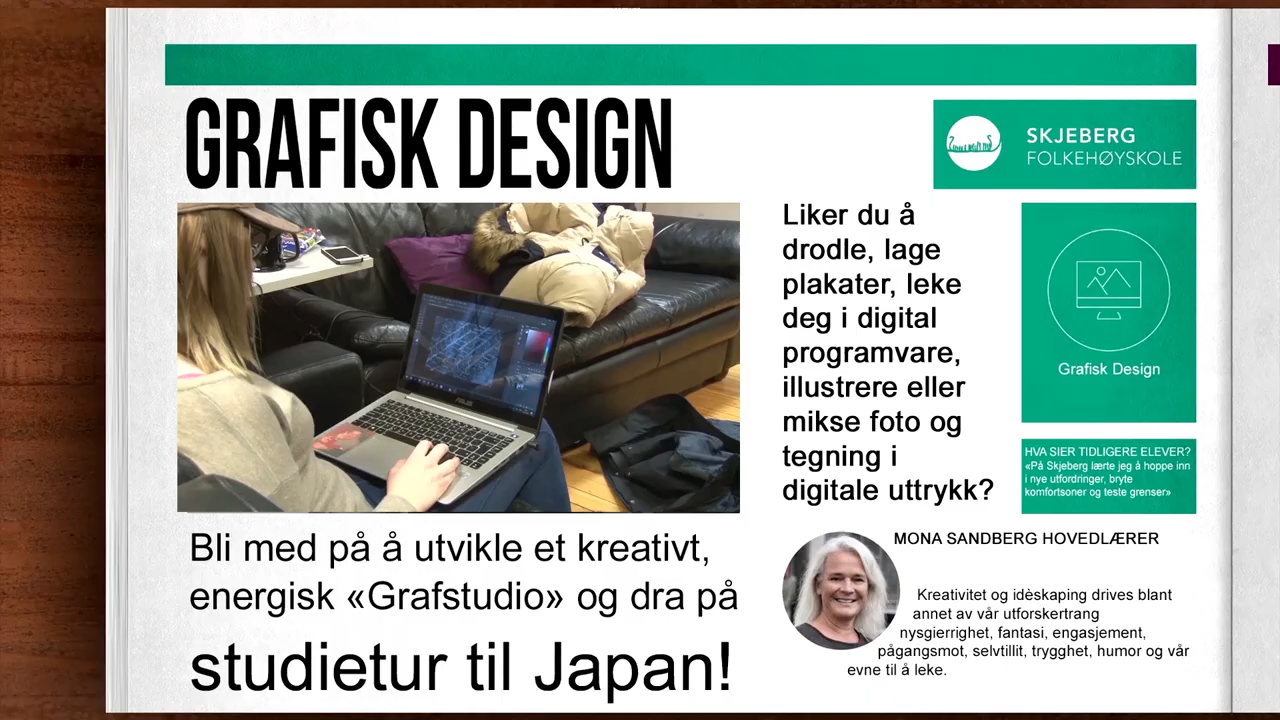 GRAFISK DESIGN
SKJEBERG
FOLKEHØYSKOLE
Liker du å
drodle, lage
plakater, leke
deg i digital
programvare,
illustrere eller
mikse foto og
tegning i
digitale uttrykk?
Grafisk Design
HVA SIER TIDLIGERE ELEVER?
«På Skjeberg lærte jeg å hoppe inn
i nye utfordringer, bryte
komfortsoner og teste grenser»
ASUS
Bli med på å utvikle et kreativt,
energisk «Grafstudio» og dra på
studietur til Japan!
MONA SANDBERG HOVEDLÆRER
Kreativitet og idèskaping drives blant
annet av vår utforskertrang
nysgierrighet, fantasi, engasjement,
pågangsmot, selvtillit, trygghet, humor og vår
evne til å leke.